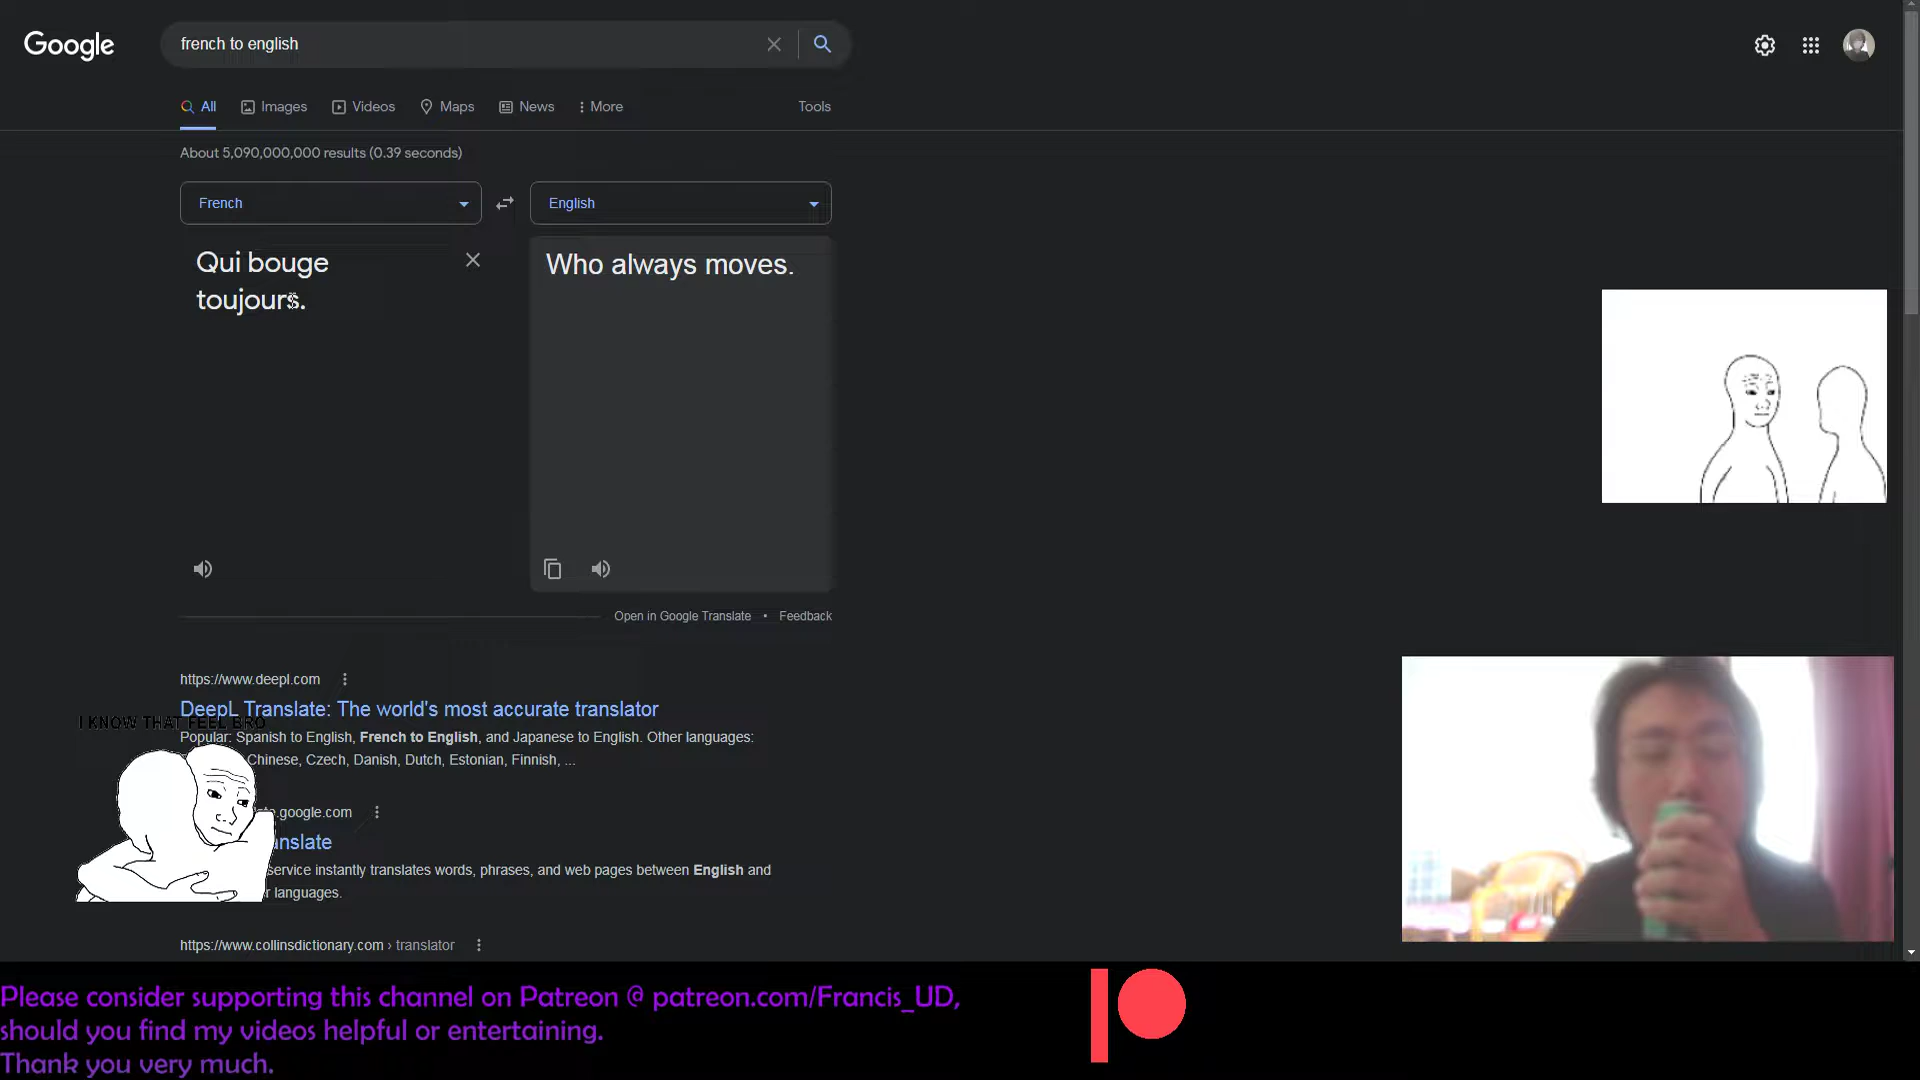 Google
french to english
All
Images
Videos
Maps
News
More
Tools
About 5,090,000,000 results (0.39 seconds)
French
English
Qui bouge
toujours.
Who always moves.
Open in Google Translate • Feedback
https://www.deepl.com
DeepL Translate: The world's most accurate translator
I KNOW THAT FEEL BRO
Popular: Spanish to English, French to English, and Japanese to English. Other languages:
Chinese, Czech, Danish, Dutch, Estonian, Finnish, ...
.google.com
anslate
service instantly translates words, phrases, and web pages between English and
r languages.
https://www.collinsdictionary.com › translator
Please consider supporting this channel on Patreon @ patreon.com/Francis_UD,
should you find my videos helpful or entertaining.
Thank you very much.